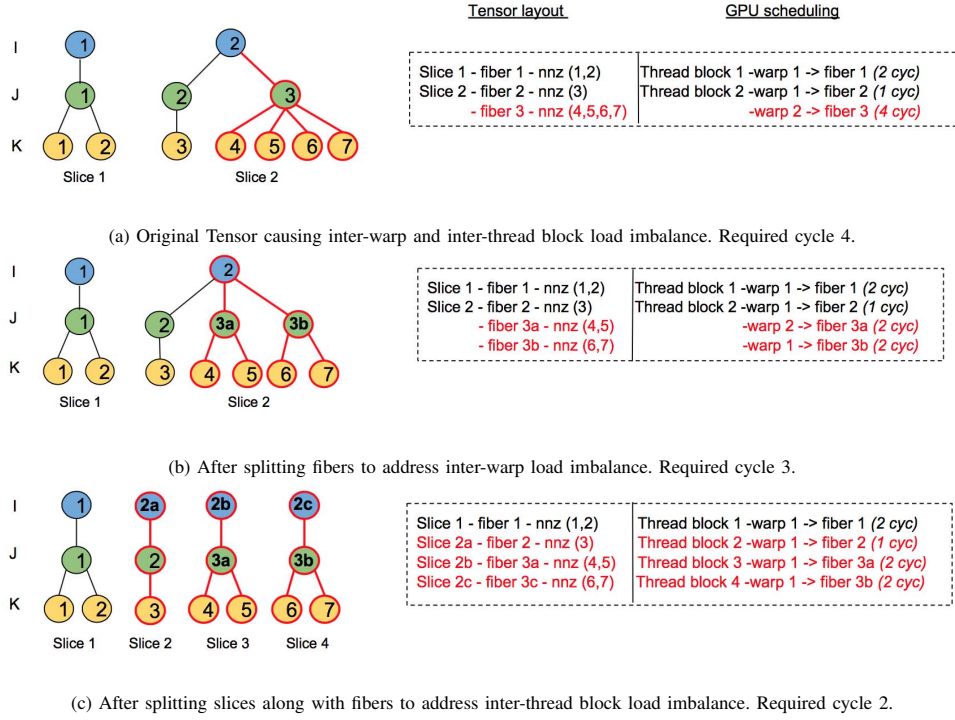 Tensor layout GPU scheduling
I 1 2
J 1 2 3
K 1 2 3 4 5 6 7
Slice 1 Slice 2
Slice 1 - fiber 1 - nnz (1,2) Thread block 1 -warp 1 -> fiber 1 (2 cyc)
Slice 2 - fiber 2 - nnz (3) Thread block 2 -warp 1 -> fiber 2 (1 cyc)
- fiber 3 - nnz (4,5,6,7) -warp 2 -> fiber 3 (4 cyc)
(a) Original Tensor causing inter-warp and inter-thread block load imbalance. Required cycle 4.
I 1 2
J 1 2 3a 3b
K 1 2 3 4 5 6 7
Slice 1 Slice 2
Slice 1 - fiber 1 - nnz (1,2) Thread block 1 -warp 1 -> fiber 1 (2 cyc)
Slice 2 - fiber 2 - nnz (3) Thread block 2 -warp 1 -> fiber 2 (1 cyc)
- fiber 3a - nnz (4,5) -warp 2 -> fiber 3a (2 cyc)
- fiber 3b - nnz (6,7) -warp 1 -> fiber 3b (2 cyc)
(b) After splitting fibers to address inter-warp load imbalance. Required cycle 3.
I 1 2a 2b 2c
J 1 2 3a 3b
K 1 2 3 4 5 6 7
Slice 1 Slice 2 Slice 3 Slice 4
Slice 1 - fiber 1 - nnz (1,2) Thread block 1 -warp 1 -> fiber 1 (2 cyc)
Slice 2a - fiber 2 - nnz (3) Thread block 2 -warp 1 -> fiber 2 (1 cyc)
Slice 2b - fiber 3a - nnz (4,5) Thread block 3 -warp 1 -> fiber 3a (2 cyc)
Slice 2c - fiber 3c - nnz (6,7) Thread block 4 -warp 1 -> fiber 3b (2 cyc)
(c) After splitting slices along with fibers to address inter-thread block load imbalance. Required cycle 2.